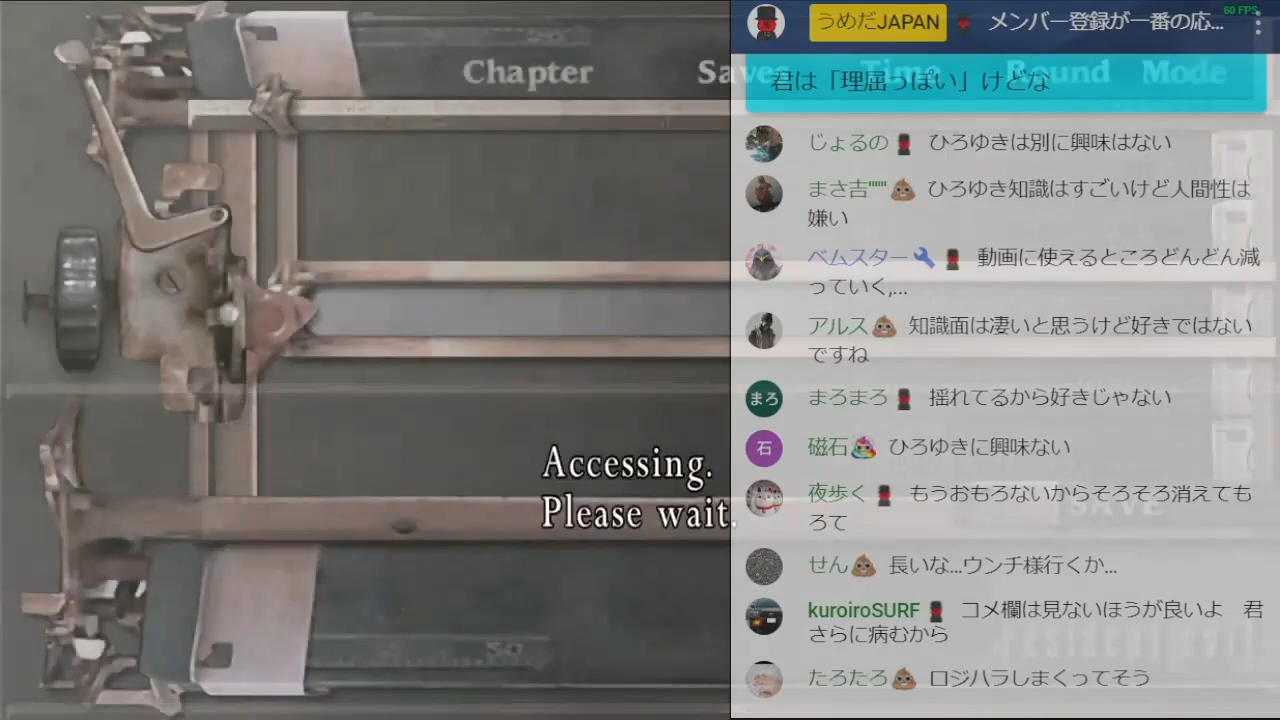 60 FPS
うめだJAPAN メンバー登録が一番の応...
Chapter Saves Time Round Mode
君は「理屈っぽい」けどな
じょるの ひろゆきは別に興味はない
まさ吉"""" ひろゆき知識はすごいけど人間性は
嫌い
ベムスター 動画に使えるところどんどん減
っていく,...
アルス 知識面は凄いと思うけど好きではない
ですね
まろ まろまろ 揺れてるから好きじゃない
石 磁石 ひろゆきに興味ない
Accessing.
Please wait.
夜歩く もうおもろないからそろそろ消えても
ろて
SAVE
せん 長いな...ウンチ様行くか...
kuroiroSURF コメ欄は見ないほうが良いよ 君
さらに病むから
resident evil
たろたろ ロジハラしまくってそう